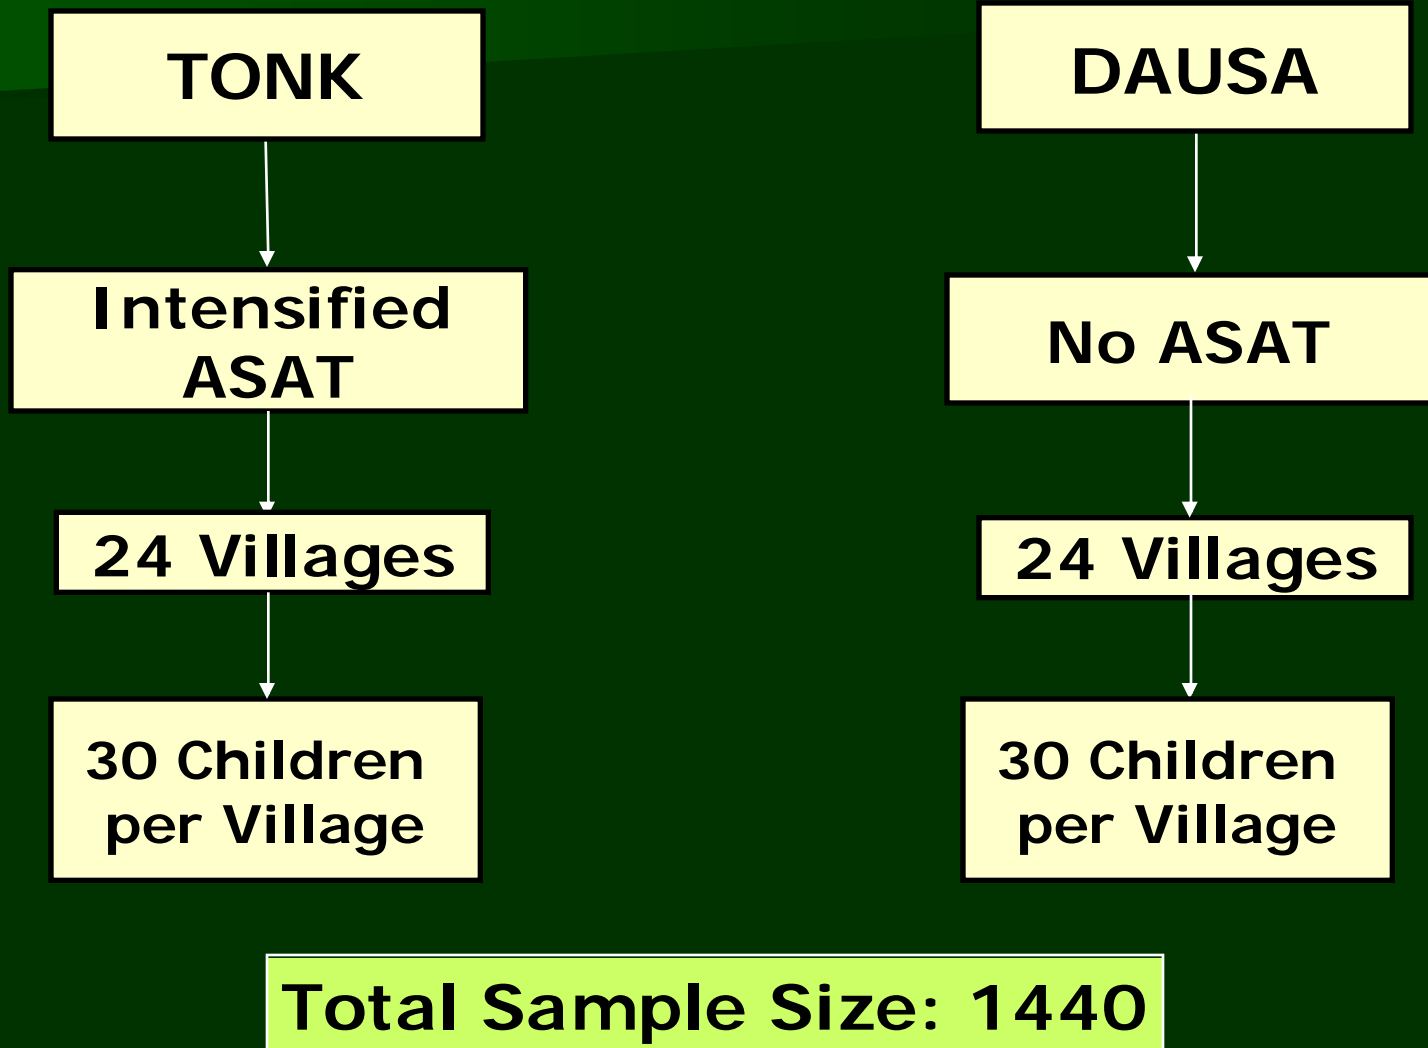 TONK
Intensified
ASAT
24 Villages
30 Children
per Village
DAUSA
No ASAT
24 Villages
30 Children
per Village
Total Sample Size: 1440